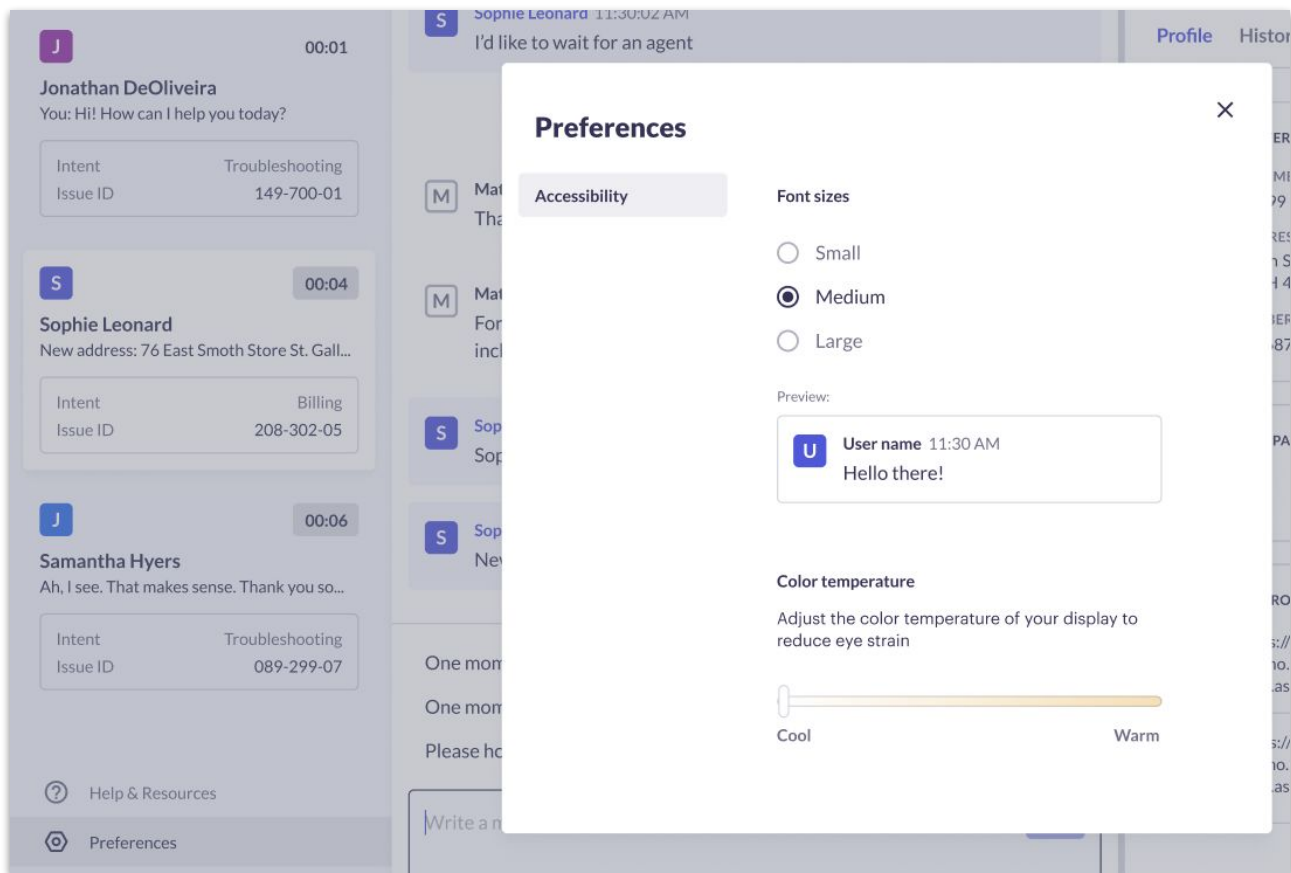 J
00:01
Jonathan DeOliveira
You: Hi! How can I help you today?
Intent Troubleshooting
Issue ID 149-700-01
S
00:04
Sophie Leonard
New address: 76 East Smoth Store St. Gall...
Intent Billing
Issue ID 208-302-05
J
00:06
Samantha Hyers
Ah, I see. That makes sense. Thank you so...
Intent Troubleshooting
Issue ID 089-299-07
Help & Resources
Preferences
S
Sophie Leonard 11:30:02 AM
I'd like to wait for an agent
M
M
S
S
One
One
Please
Write a
Profile
Preferences
Accessibility
Font sizes
Small
Medium
Large
Preview:
U
User name 11:30 AM
Hello there!
Color temperature
Adjust the color temperature of your display to
reduce eye strain
Cool Warm